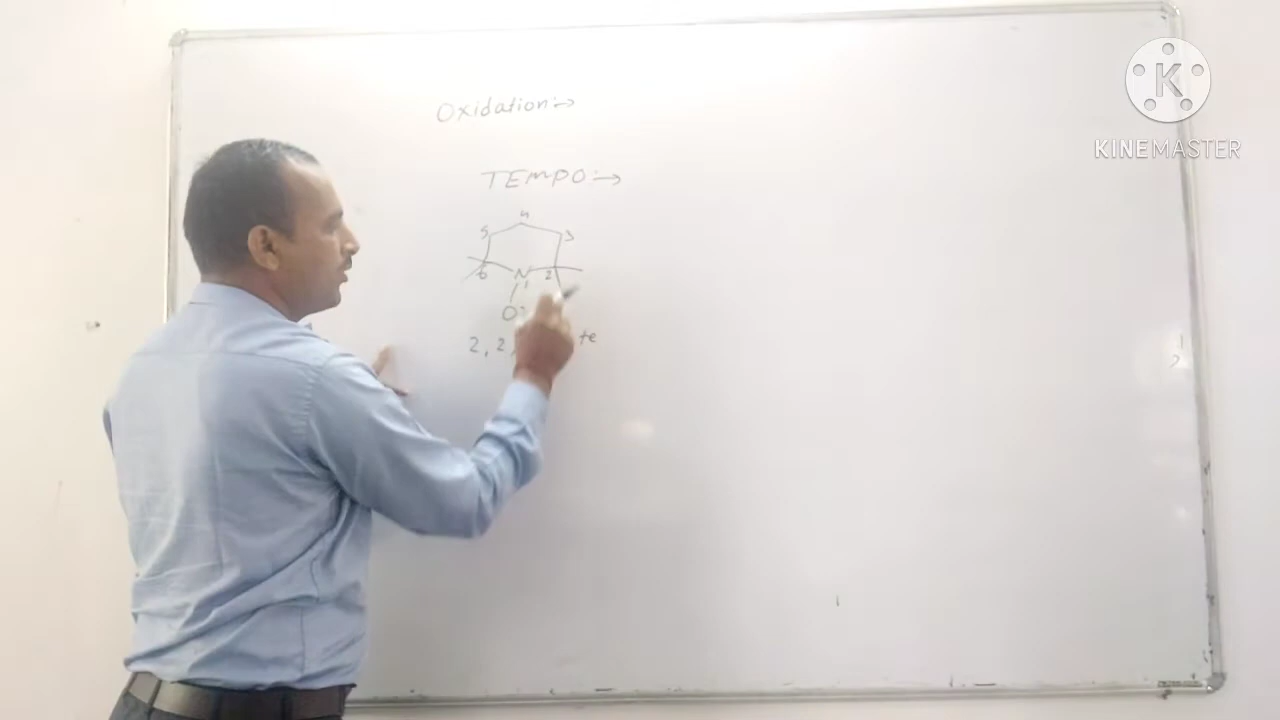 Oxidation:→
TEMPO:→
4
5 3
6 N 2
1
O
2, 2, te
K
KINEMASTER